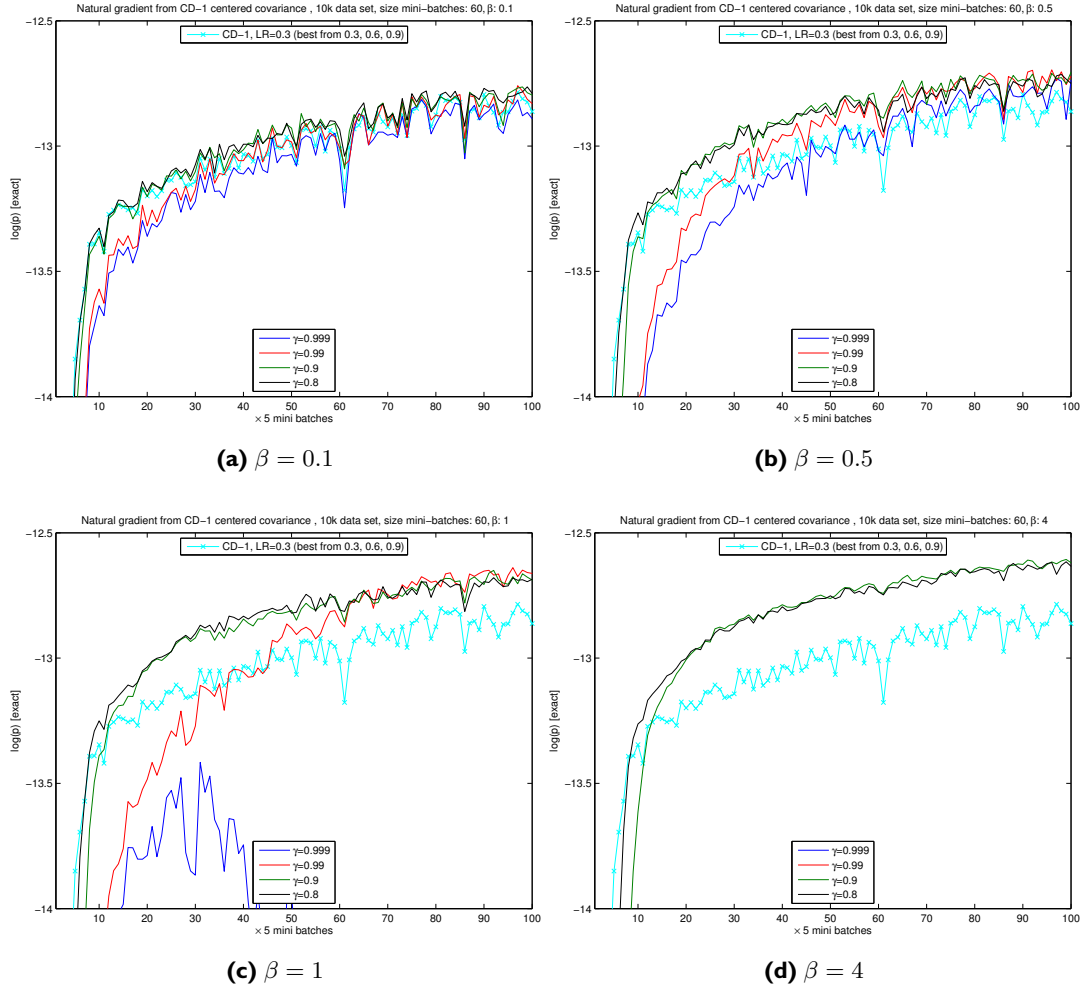 Natural gradient from CD−1 centered covariance , 10k data set, size mini−batches: 60, β: 0.1
CD−1, LR=0.3 (best from 0.3, 0.6, 0.9)
−12.5
−13
−13.5
−14
log(p) [exact]
γ=0.999
γ=0.99
γ=0.9
γ=0.8
10 20 30 40 50 60 70 80 90 100
× 5 mini batches
(a) β = 0.1
Natural gradient from CD−1 centered covariance , 10k data set, size mini−batches: 60, β: 0.5
CD−1, LR=0.3 (best from 0.3, 0.6, 0.9)
−12.5
−13
−13.5
−14
log(p) [exact]
γ=0.999
γ=0.99
γ=0.9
γ=0.8
10 20 30 40 50 60 70 80 90 100
× 5 mini batches
(b) β = 0.5
Natural gradient from CD−1 centered covariance , 10k data set, size mini−batches: 60, β: 1
CD−1, LR=0.3 (best from 0.3, 0.6, 0.9)
−12.5
−13
−13.5
−14
log(p) [exact]
γ=0.999
γ=0.99
γ=0.9
γ=0.8
10 20 30 40 50 60 70 80 90 100
× 5 mini batches
(c) β = 1
Natural gradient from CD−1 centered covariance , 10k data set, size mini−batches: 60, β: 4
CD−1, LR=0.3 (best from 0.3, 0.6, 0.9)
−12.5
−13
−13.5
−14
log(p) [exact]
γ=0.999
γ=0.99
γ=0.9
γ=0.8
10 20 30 40 50 60 70 80 90 100
× 5 mini batches
(d) β = 4